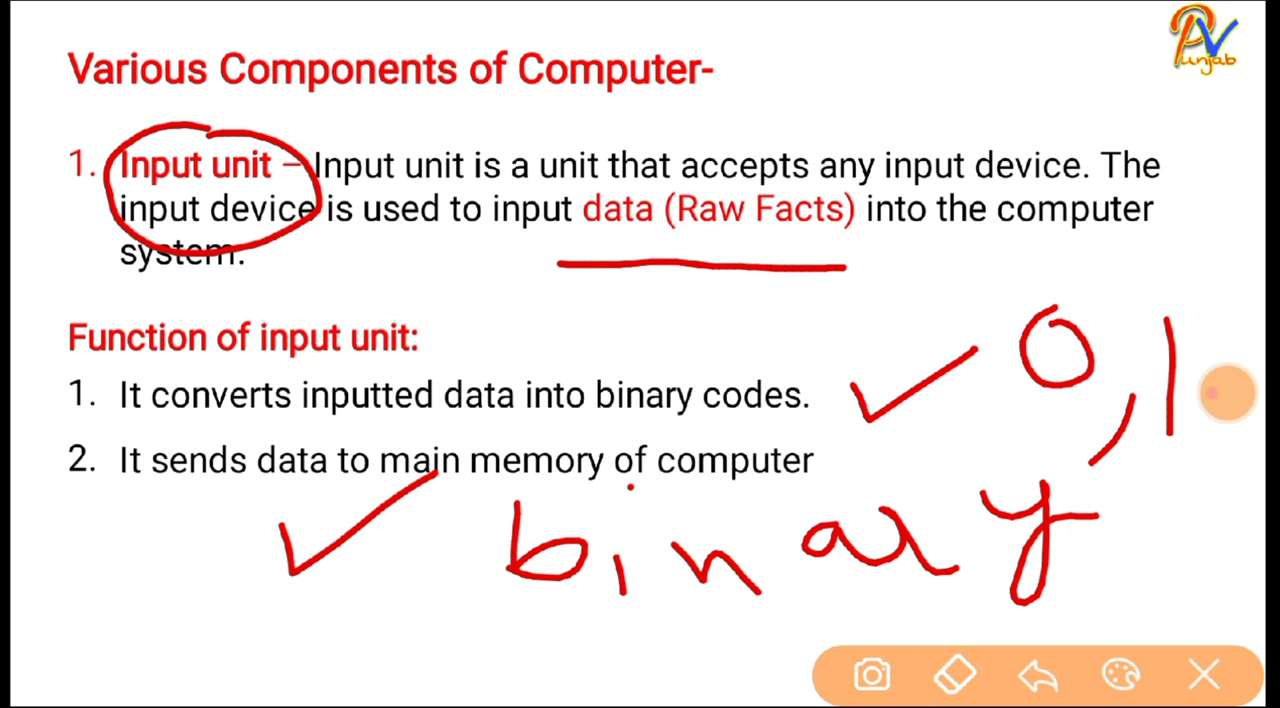 PV
Punjab
Various Components of Computer-
1. Input unit – Input unit is a unit that accepts any input device. The
input device is used to input data (Raw Facts) into the computer
system.
Function of input unit:
0,1
1. It converts inputted data into binary codes.
2. It sends data to main memory of computer
binary